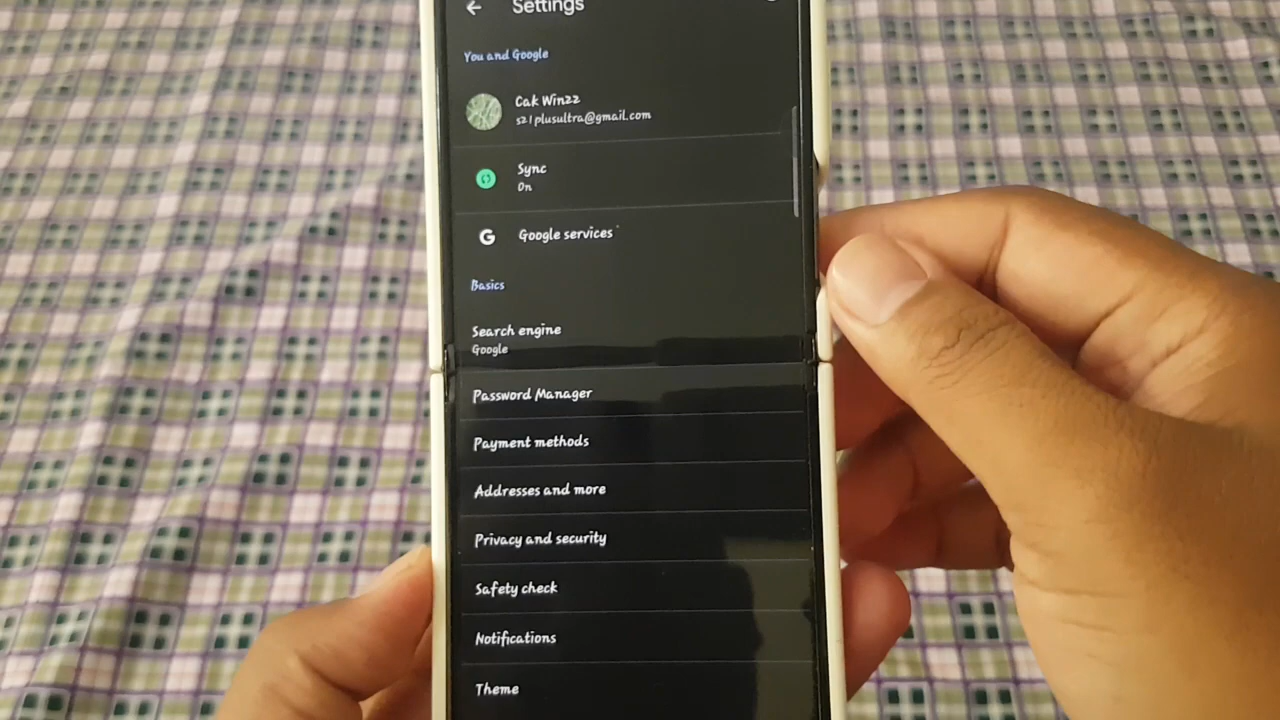 Settings
You and Google
Cak Winzz
s21plusultra@gmail.com
Sync
On
G
Google services
Basics
Search engine
Google
Password Manager
Payment methods
Addresses and more
Privacy and security
Safety check
Notifications
Theme